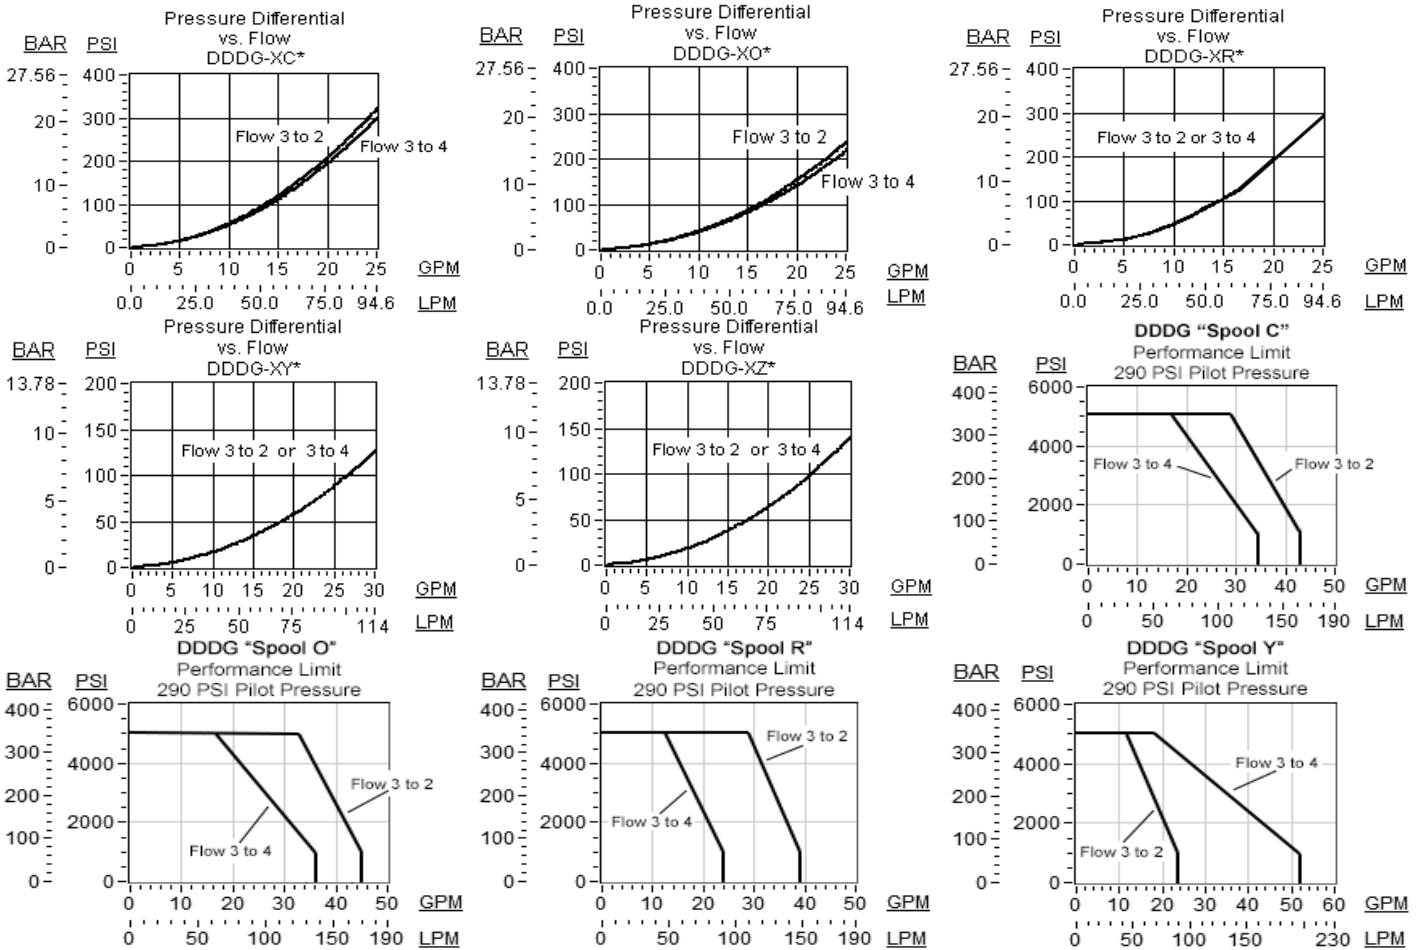 Pressure Differential
vs. Flow
DDDG-XC*
BAR PSI
27.56 400
300
20
200
10
100
0 0
Flow 3 to 2
Flow 3 to 4
0 5 10 15 20 25 GPM
0.0 25.0 50.0 75.0 94.6 LPM
Pressure Differential
vs. Flow
DDDG-XO*
BAR PSI
27.56 400
300
20
200
10
100
0 0
Flow 3 to 2
Flow 3 to 4
0 5 10 15 20 25 GPM
0.0 25.0 50.0 75.0 94.6 LPM
Pressure Differential
vs. Flow
DDDG-XR*
BAR PSI
27.56 400
300
20
200
10
100
0 0
Flow 3 to 2 or 3 to 4
0 5 10 15 20 25 GPM
0.0 25.0 50.0 75.0 94.6 LPM
Pressure Differential
vs. Flow
DDDG-XY*
BAR PSI
13.78 200
10 150
100
5
50
0 0
Flow 3 to 2 or 3 to 4
0 5 10 15 20 25 30 GPM
0 25 50 75 114 LPM
Pressure Differential
vs. Flow
DDDG-XZ*
BAR PSI
13.78 200
10 150
100
5
50
0 0
Flow 3 to 2 or 3 to 4
0 5 10 15 20 25 30 GPM
0 25 50 75 114 LPM
DDDG “Spool C”
Performance Limit
290 PSI Pilot Pressure
BAR PSI
400 6000
300 4000
200
2000
100
0 0
Flow 3 to 4
Flow 3 to 2
0 10 20 30 40 50 GPM
0 50 100 150 190 LPM
DDDG “Spool O”
Performance Limit
290 PSI Pilot Pressure
BAR PSI
400 6000
300
4000
200
2000
100
0 0
Flow 3 to 2
Flow 3 to 4
0 10 20 30 40 50 GPM
0 50 100 150 190 LPM
DDDG “Spool R”
Performance Limit
290 PSI Pilot Pressure
BAR PSI
400 6000
300
4000
200
2000
100
0 0
Flow 3 to 2
Flow 3 to 4
0 10 20 30 40 50 GPM
0 50 100 150 190 LPM
DDDG “Spool Y”
Performance Limit
290 PSI Pilot Pressure
BAR PSI
400 6000
300
4000
200
2000
100
0 0
Flow 3 to 4
Flow 3 to 2
0 10 20 30 40 50 60 GPM
0 50 100 150 230 LPM